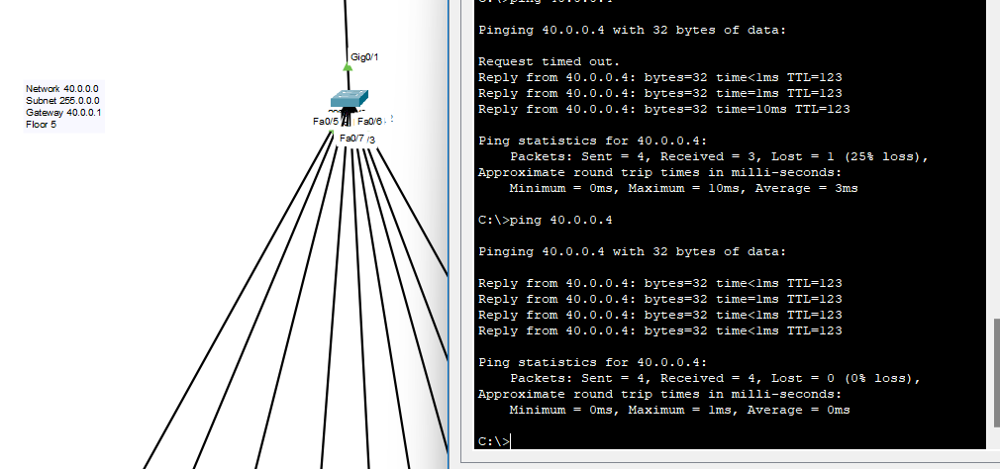 Gig0/1
Network 40.0.0.0
Subnet 255.0.0.0
Gateway 40.0.0.1
Floor 5
Fa0/5
Fa0/6
Fa0/7
/3
Pinging 40.0.0.4 with 32 bytes of data:
Request timed out.
Reply from 40.0.0.4: bytes=32 time<1ms TTL=123
Reply from 40.0.0.4: bytes=32 time=1ms TTL=123
Reply from 40.0.0.4: bytes=32 time=10ms TTL=123
Ping statistics for 40.0.0.4:
Packets: Sent = 4, Received = 3, Lost = 1 (25% loss),
Approximate round trip times in milli-seconds:
Minimum = 0ms, Maximum = 10ms, Average = 3ms
C:\>ping 40.0.0.4
Pinging 40.0.0.4 with 32 bytes of data:
Reply from 40.0.0.4: bytes=32 time<1ms TTL=123
Reply from 40.0.0.4: bytes=32 time=1ms TTL=123
Reply from 40.0.0.4: bytes=32 time<1ms TTL=123
Reply from 40.0.0.4: bytes=32 time<1ms TTL=123
Ping statistics for 40.0.0.4:
Packets: Sent = 4, Received = 4, Lost = 0 (0% loss),
Approximate round trip times in milli-seconds:
Minimum = 0ms, Maximum = 1ms, Average = 0ms
C:\>